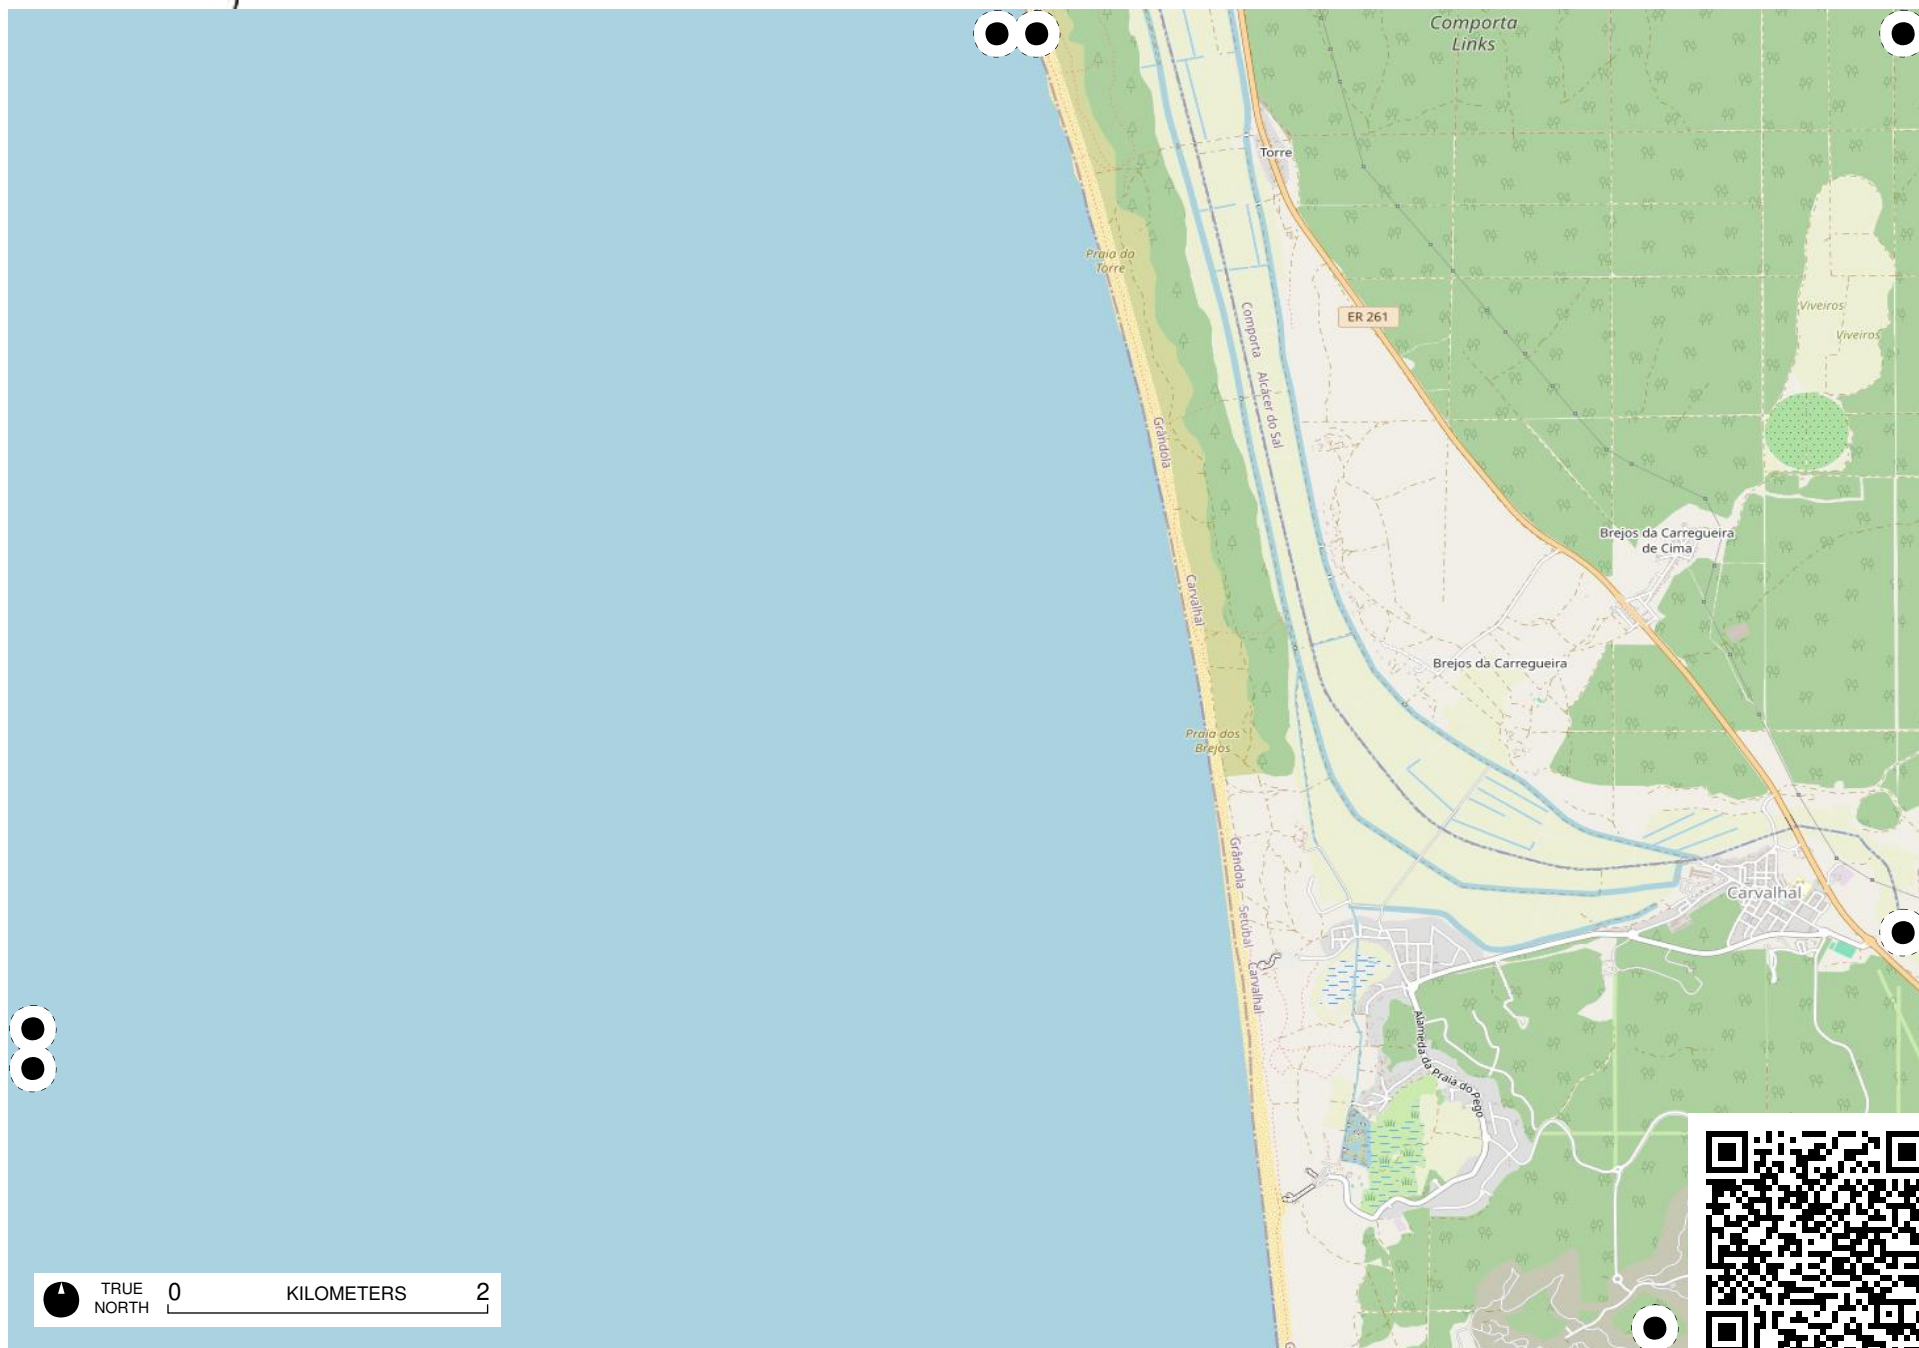 Comporta
Links
Torre
Praia da
Torre
Viveiros
ER 261
Viveiros
Comporta
Alcácer do Sal
Grândola
Brejos da Carregueira
de Cima
Carvalhal
Brejos da Carregueira
Praia dos
Brejos
Grândola
Setúbal
Carvalhal
Carvalhal
Alameda da Praia do Pego
TRUE
NORTH
0 KILOMETERS 2